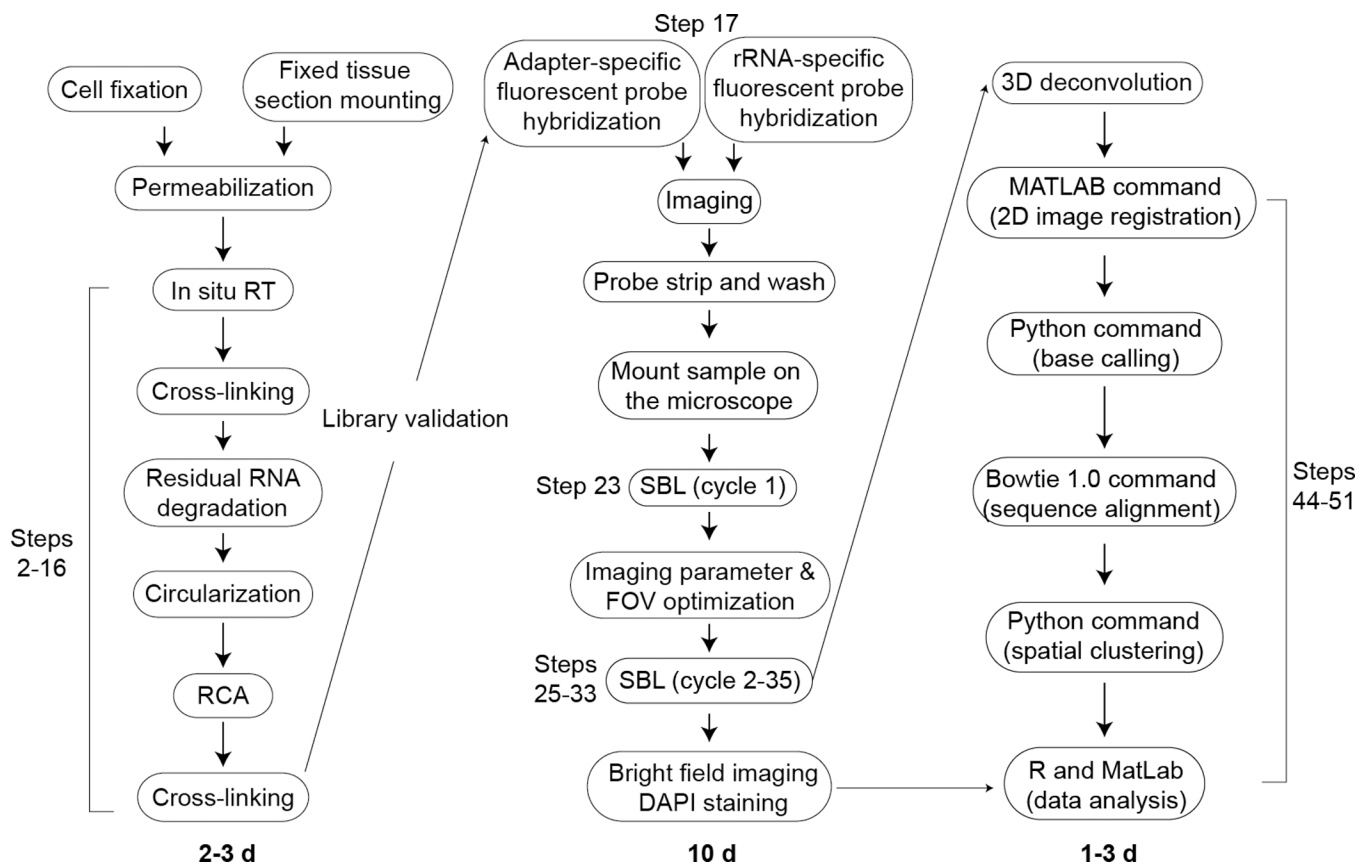 Cell fixation
Fixed tissue
section mounting
Permeabilization
In situ RT
Cross-linking
Residual RNA
degradation
Steps
2-16
Circularization
RCA
Cross-linking
2-3 d
Library validation
Step 17
Adapter-specific
fluorescent probe
hybridization
rRNA-specific
fluorescent probe
hybridization
Imaging
Probe strip and wash
Mount sample on
the microscope
Step 23
SBL (cycle 1)
Imaging parameter &
FOV optimization
Steps
25-33
SBL (cycle 2-35)
Bright field imaging
DAPI staining
10 d
3D deconvolution
MATLAB command
(2D image registration)
Python command
(base calling)
Bowtie 1.0 command
(sequence alignment)
Steps
44-51
Python command
(spatial clustering)
R and MatLab
(data analysis)
1-3 d